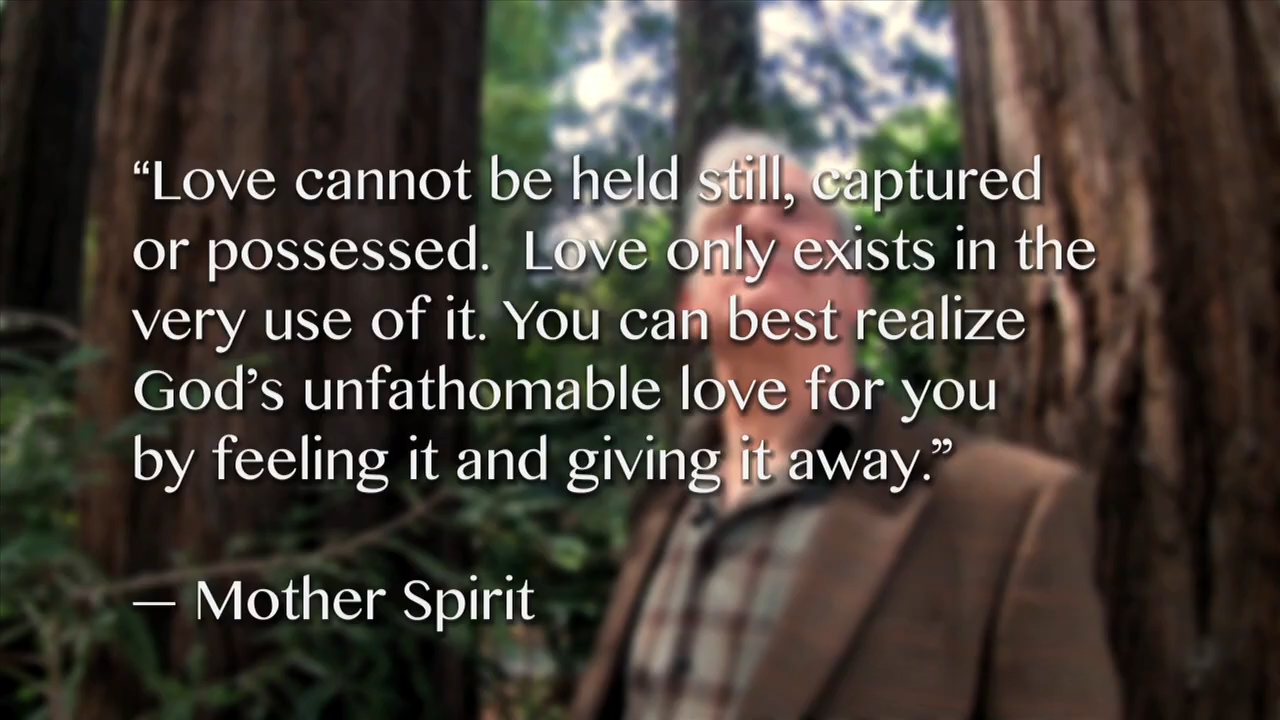 “Love cannot be held still, captured
or possessed.  Love only exists in the
very use of it. You can best realize
God’s unfathomable love for you
by feeling it and giving it away.”
— Mother Spirit